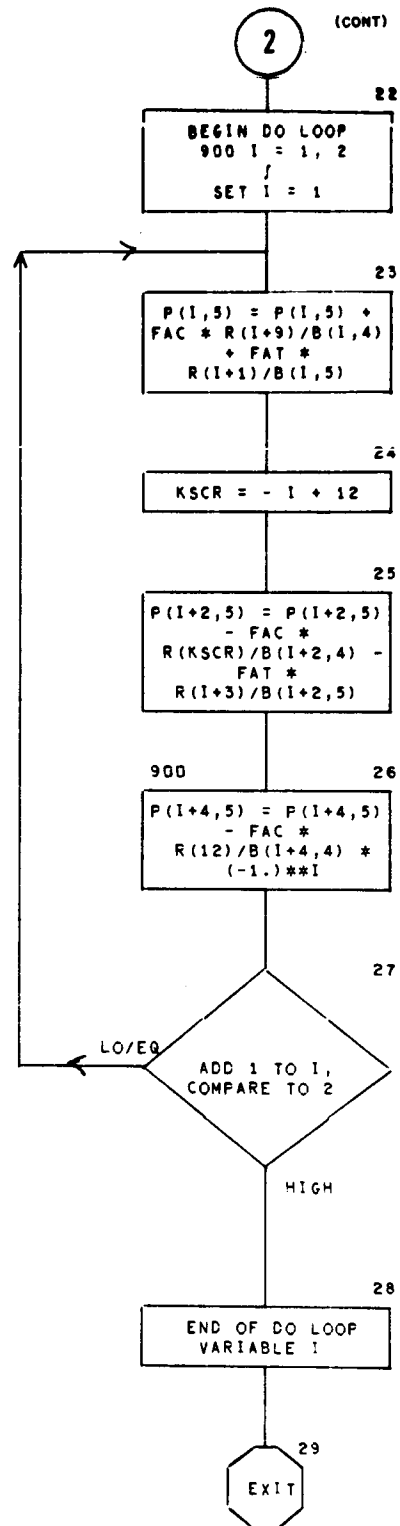 (CONT)
2
22
BEGIN DO LOOP
900 I = 1, 2
/
SET I = 1
23
P(I,5) = P(I,5) +
FAC * R(I+9)/B(I,4)
+ FAT *
R(I+1)/B(I,5)
24
KSCR = - I + 12
25
P(I+2,5) = P(I+2,5)
- FAC *
R(KSCR)/B(I+2,4) -
FAT *
R(I+3)/B(I+2,5)
900
26
P(I+4,5) = P(I+4,5)
- FAC *
R(12)/B(I+4,4) *
(-1.)**I
27
LO/EQ
ADD 1 TO I,
COMPARE TO 2
HIGH
28
END OF DO LOOP
VARIABLE I
29
EXIT